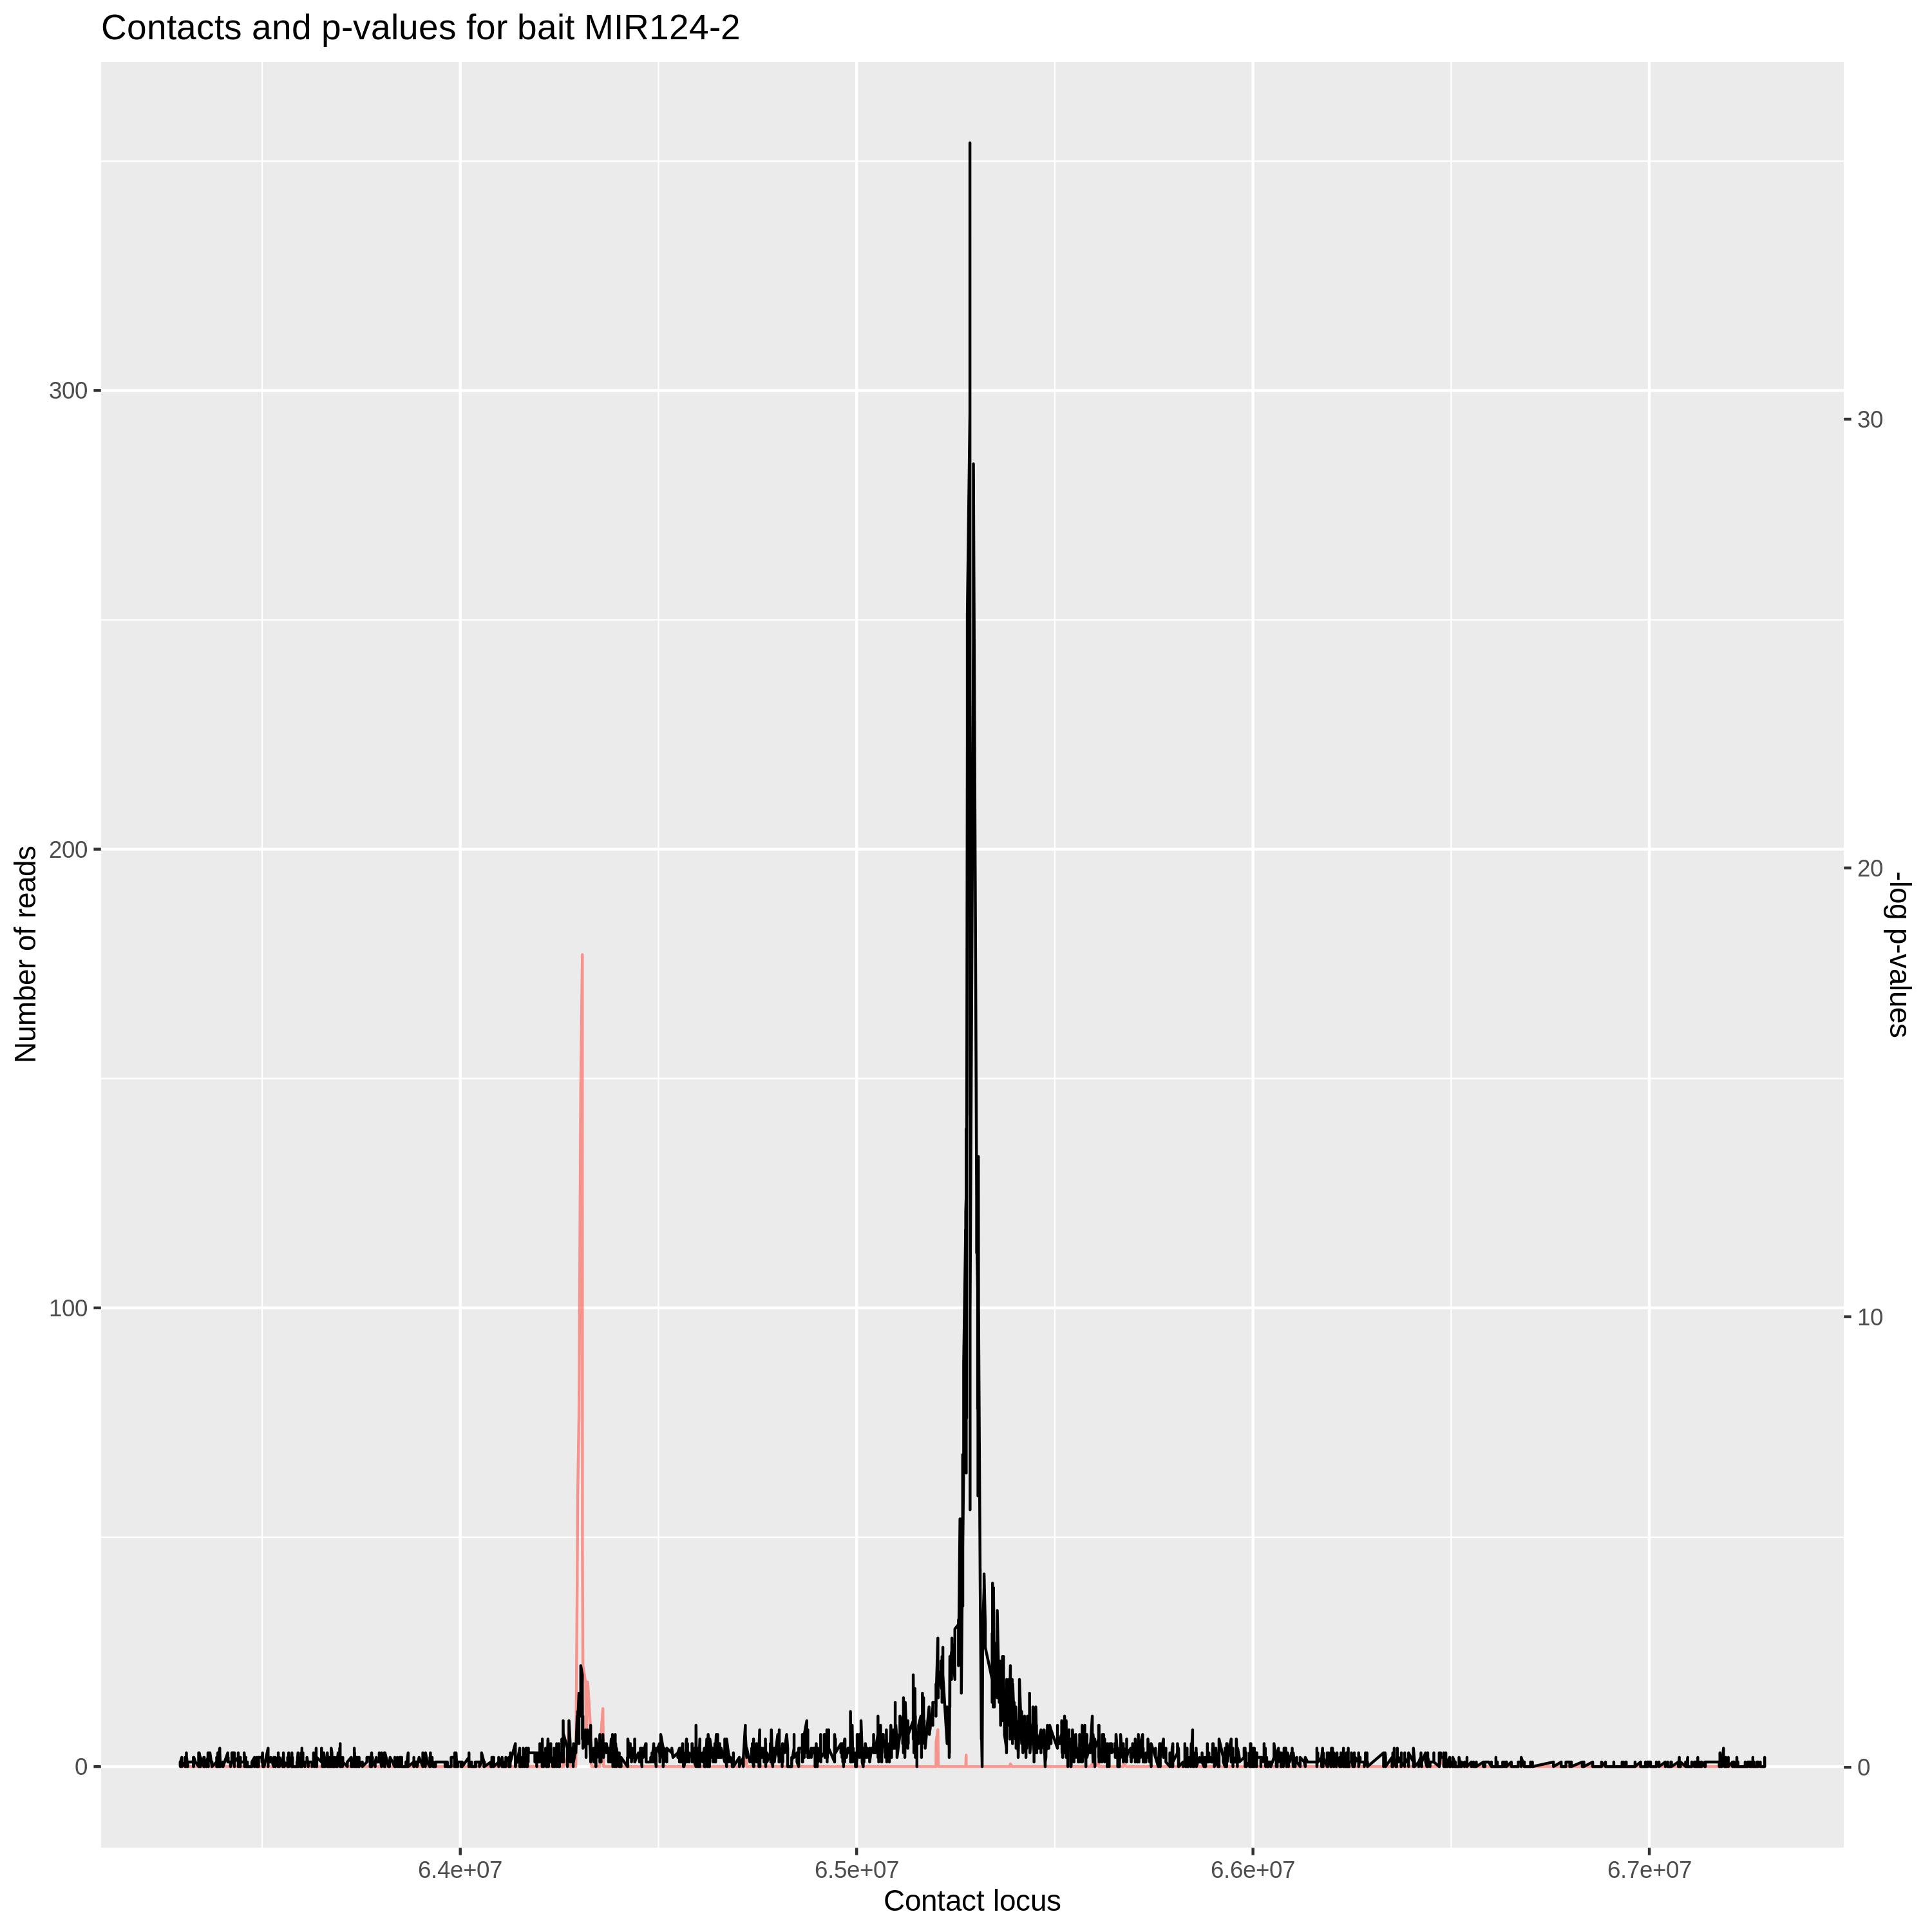 Contacts and p-values for bait MIR124-2
300
200
100
0
Number of reads
30
20
10
0
-log p-values
6.4e+07
6.5e+07
6.6e+07
6.7e+07
Contact locus